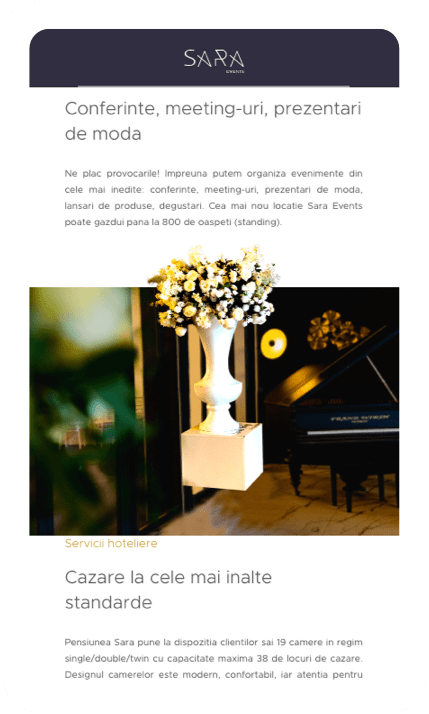 SARA
EVENTS
Conferinte, meeting-uri, prezentari
de moda
Ne plac provocarile! Impreuna putem organiza evenimente din
cele mai inedite: conferinte, meeting-uri, prezentari de moda,
lansari de produse, degustari. Cea mai nou locatie Sara Events
poate gazdui pana la 800 de oaspeti (standing).
Servicii hoteliere
Cazare la cele mai inalte
standarde
Pensiunea Sara pune la dispozitia clientilor sai 19 camere in regim
single/double/twin cu capacitate maxima 38 de locuri de cazare.
Designul camerelor este modern, confortabil, iar atentia pentru